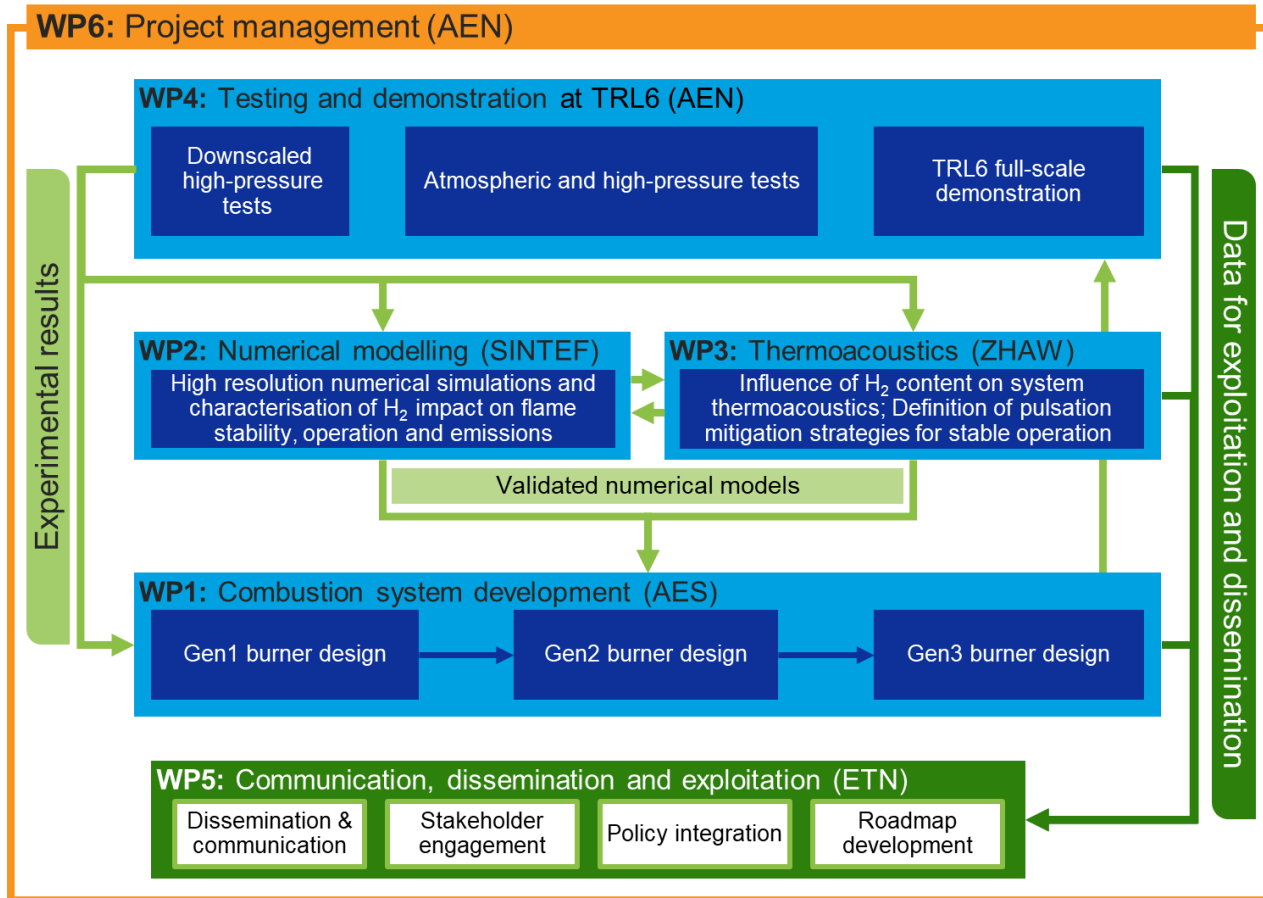 WP6: Project management (AEN)
WP4: Testing and demonstration at TRL6 (AEN)
Downscaled
high-pressure
tests
Atmospheric and high-pressure tests
TRL6 full-scale
demonstration
Experimental results
Data for exploitation and dissemination
WP2: Numerical modelling (SINTEF)
High resolution numerical simulations and
characterisation of H₂ impact on flame
stability, operation and emissions
WP3: Thermoacoustics (ZHAW)
Influence of H₂ content on system
thermoacoustics; Definition of pulsation
mitigation strategies for stable operation
Validated numerical models
WP1: Combustion system development (AES)
Gen1 burner design
Gen2 burner design
Gen3 burner design
WP5: Communication, dissemination and exploitation (ETN)
Dissemination &
communication
Stakeholder
engagement
Policy integration
Roadmap
development